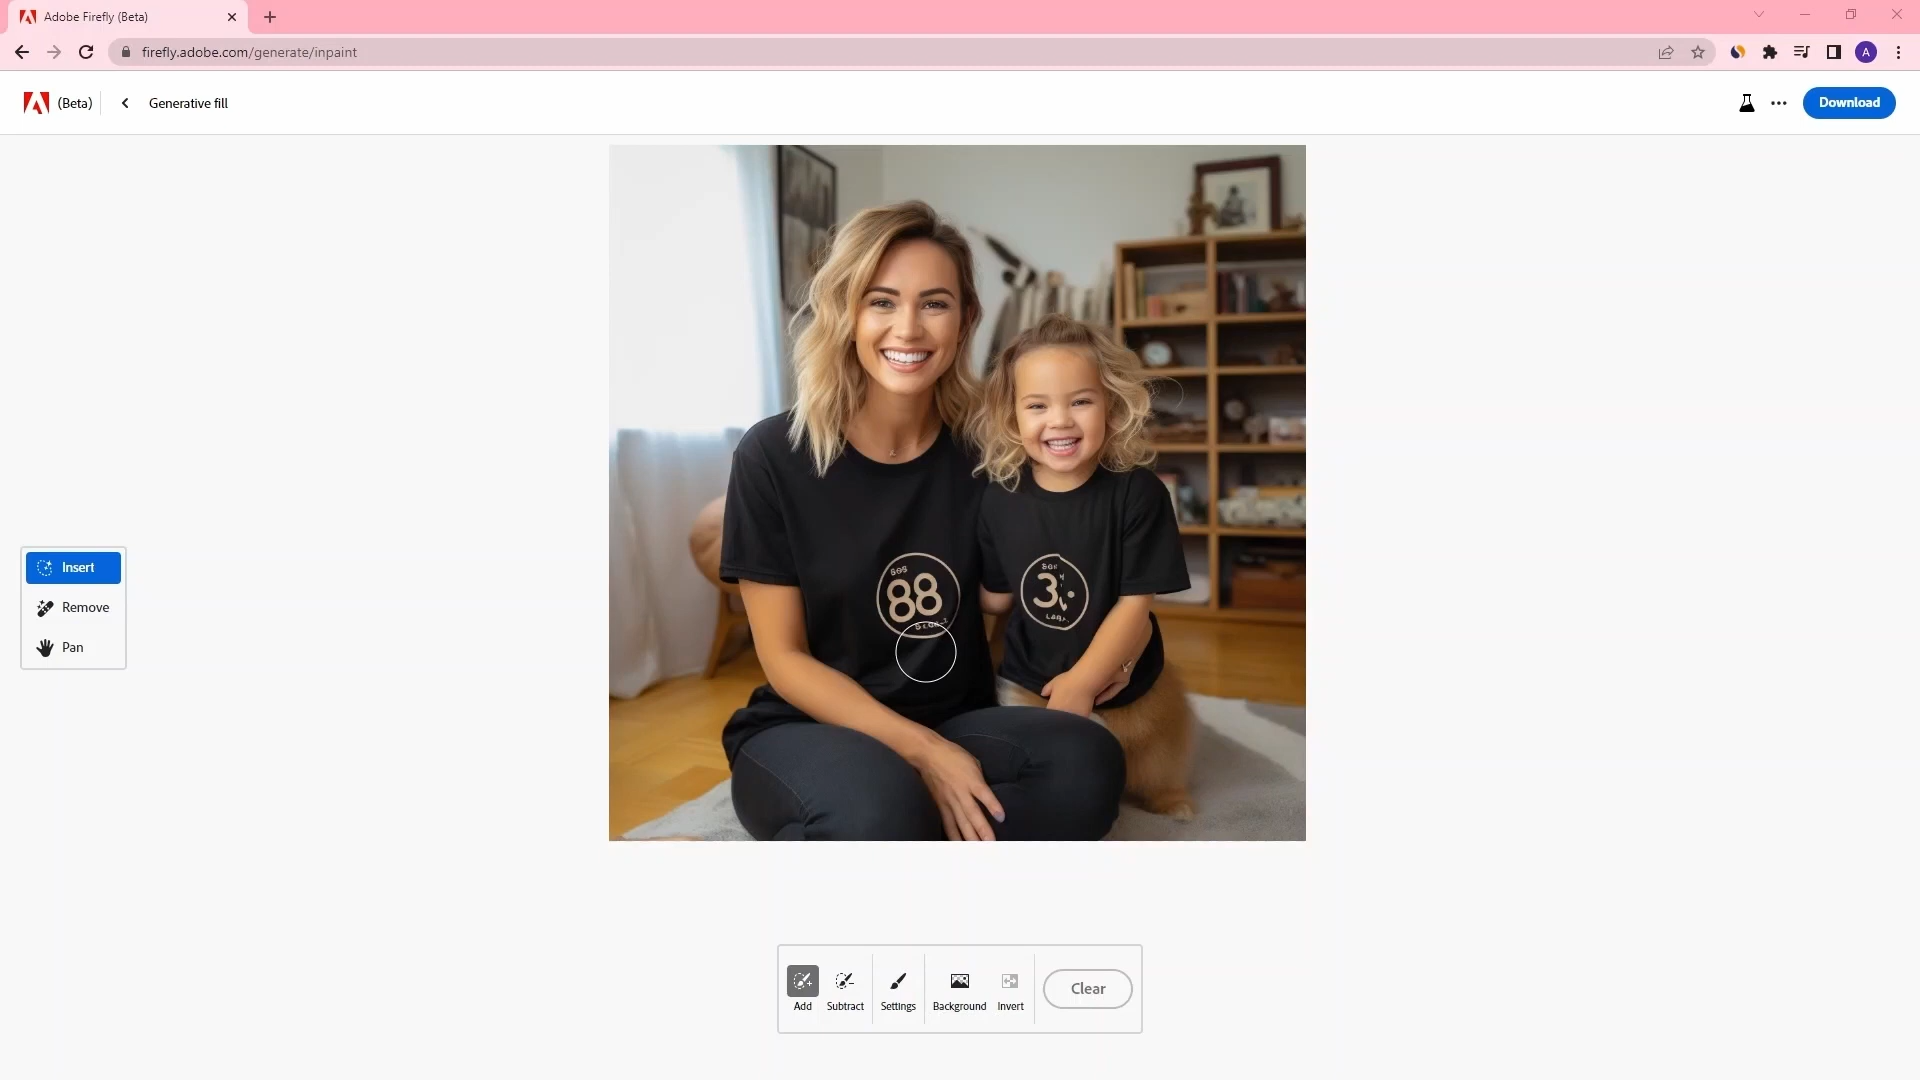 Adobe Firefly (Beta)
firefly.adobe.com/generate/inpaint
A
(Beta)
Generative fill
Download
88
3
Insert
Remove
Pan
Add
Subtract
Settings
Background
Invert
Clear